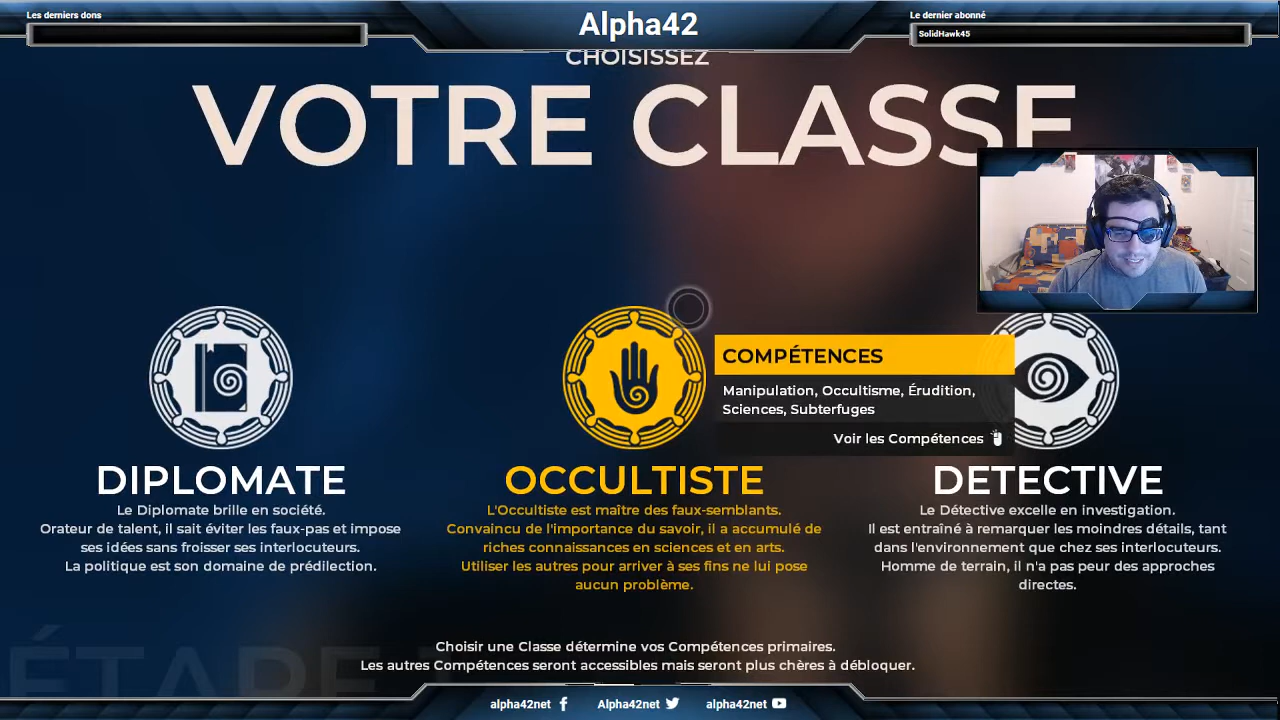 Les derniers dons
Alpha42
Le dernier abonné
SolidHawk45
CHOISISSEZ
VOTRE CLASSE
COMPÉTENCES
Manipulation, Occultisme, Érudition,
Sciences, Subterfuges
Voir les Compétences
DIPLOMATE
Le Diplomate brille en société.
Orateur de talent, il sait éviter les faux-pas et impose
ses idées sans froisser ses interlocuteurs.
La politique est son domaine de prédilection.
OCCULTISTE
L'Occultiste est maître des faux-semblants.
Convaincu de l'importance du savoir, il a accumulé de
riches connaissances en sciences et en arts.
Utiliser les autres pour arriver à ses fins ne lui pose
aucun problème.
DETECTIVE
Le Détective excelle en investigation.
Il est entraîné à remarquer les moindres détails, tant
dans l'environnement que chez ses interlocuteurs.
Homme de terrain, il n'a pas peur des approches
directes.
ÉTAPE
Choisir une Classe détermine vos Compétences primaires.
Les autres Compétences seront accessibles mais seront plus chères à débloquer.
alpha42net
Alpha42net
alpha42net